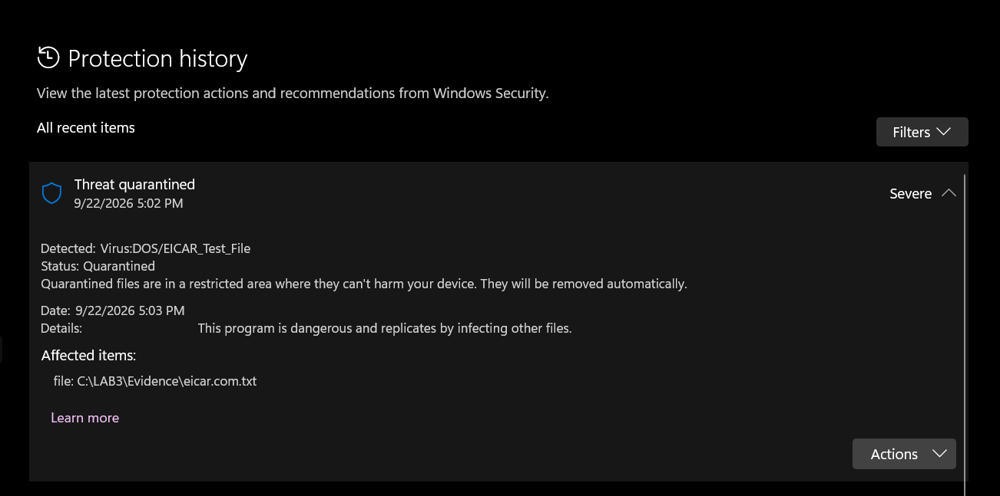 Protection history
View the latest protection actions and recommendations from Windows Security.
All recent items
Filters
Threat quarantined
9/22/2026 5:02 PM
Severe
Detected: Virus:DOS/EICAR_Test_File
Status: Quarantined
Quarantined files are in a restricted area where they can't harm your device. They will be removed automatically.
Date: 9/22/2026 5:03 PM
Details: This program is dangerous and replicates by infecting other files.
Affected items:
file: C:\LAB3\Evidence\eicar.com.txt
Learn more
Actions